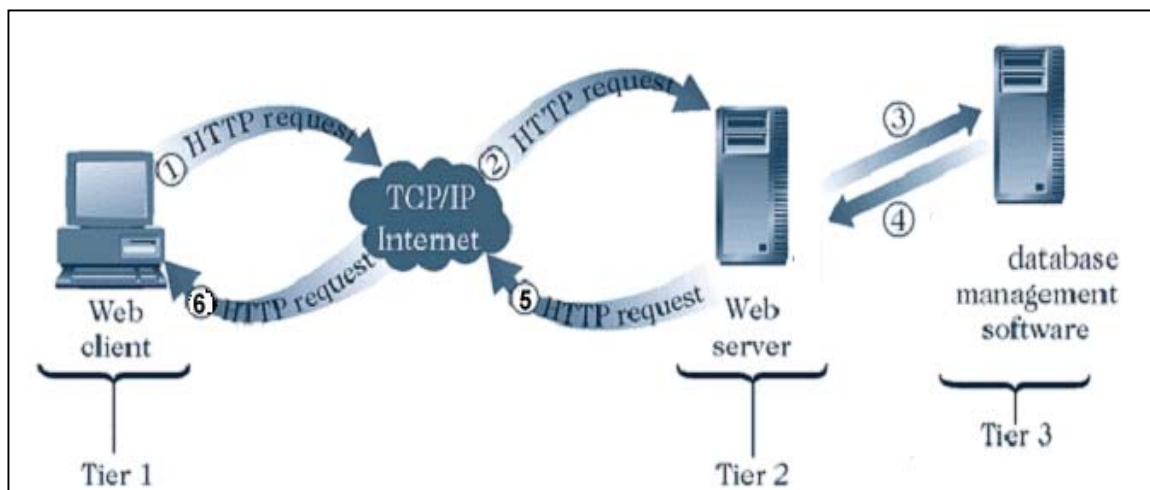 ① HTTP request
② HTTP request
③
TCP/IP
Internet
④
⑥ HTTP request
⑤ HTTP request
Web
client
Web
server
database
management
software
Tier 1
Tier 2
Tier 3